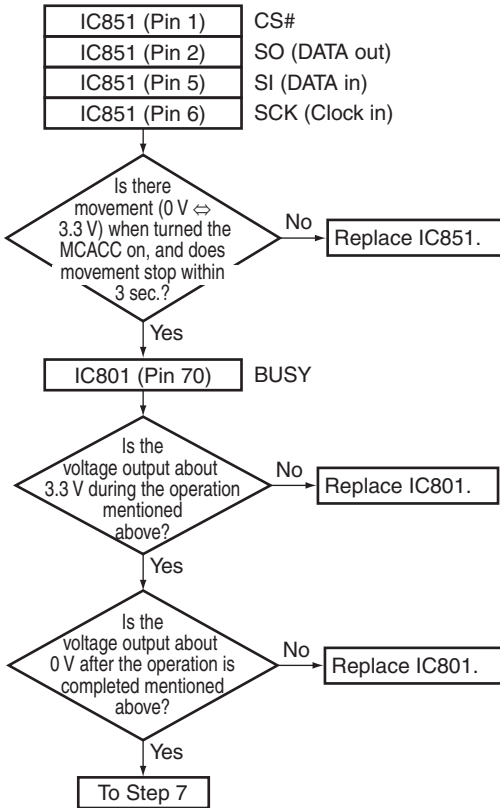 IC851 (Pin 1) CS#
IC851 (Pin 2) SO (DATA out)
IC851 (Pin 5) SI (DATA in)
IC851 (Pin 6) SCK (Clock in)
Is there
movement (0 V ⇔
3.3 V) when turned the
MCACC on, and does
movement stop within
3 sec.?
No
Replace IC851.
Yes
IC801 (Pin 70) BUSY
Is the
voltage output about
3.3 V during the operation
mentioned
above?
No
Replace IC801.
Yes
Is the
voltage output about
0 V after the operation is
completed mentioned
above?
No
Replace IC801.
Yes
To Step 7